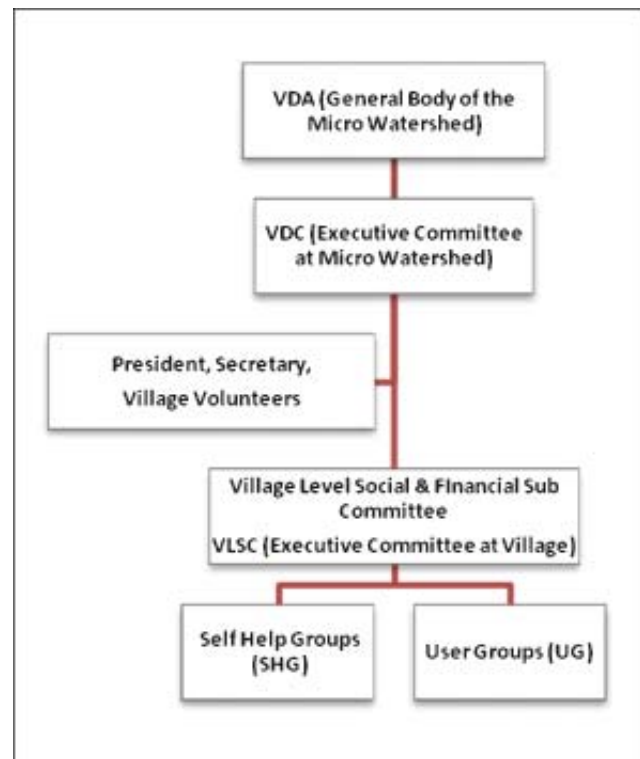 VDA (General Body of the
Micro Watershed)
VDC (Executive Committee
at Micro Watershed)
President, Secretary,
Village Volunteers
Village Level Social & FInancial Sub
Committee
VLSC (Executive Committee at Village)
Self Help Groups
(SHG)
User Groups (UG)